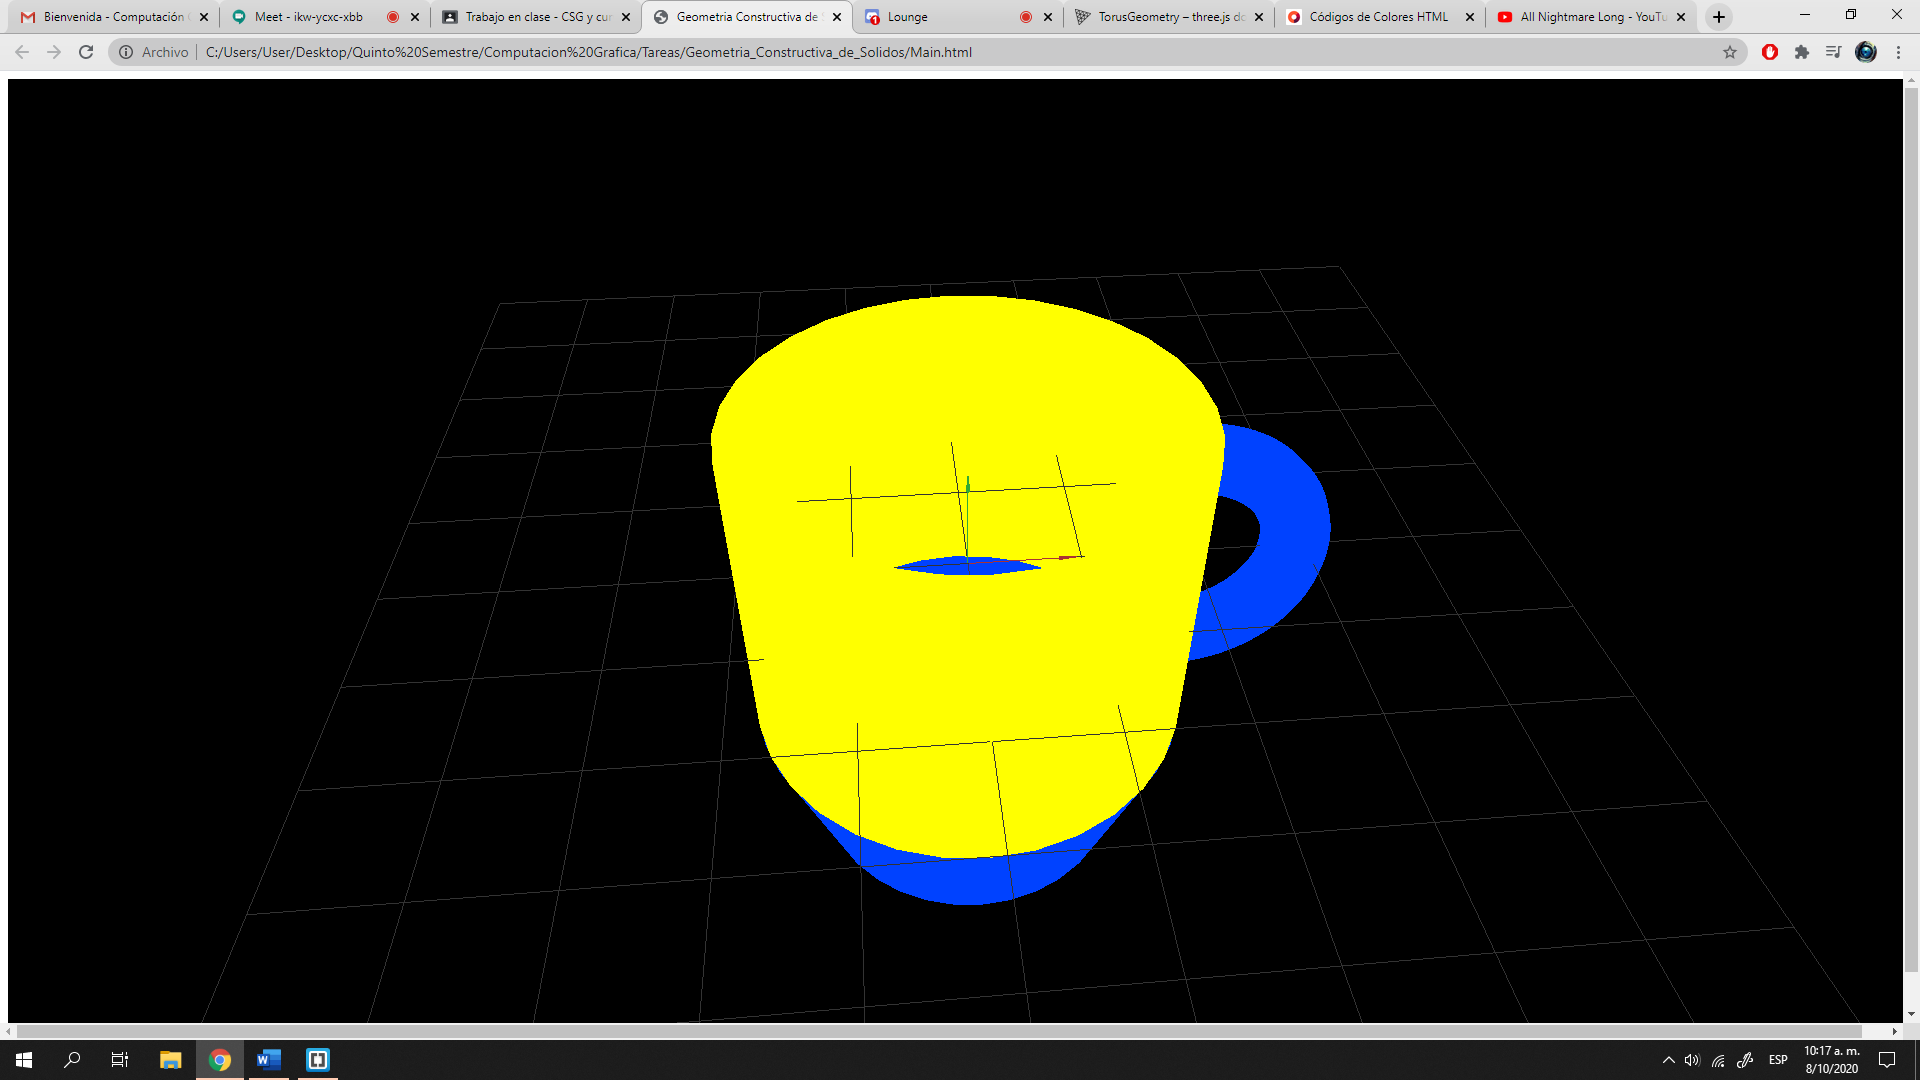 Bienvenida - Computación
Meet - ikw-ycxc-xbb
Trabajo en clase - CSG y cur
Geometria Constructiva de S
1
Lounge
TorusGeometry – three.js do
Códigos de Colores HTML
All Nightmare Long - YouTu
Archivo
C:/Users/User/Desktop/Quinto%20Semestre/Computacion%20Grafica/Tareas/Geometria_Constructiva_de_Solidos/Main.html
W
ESP
10:17 a. m.
8/10/2020